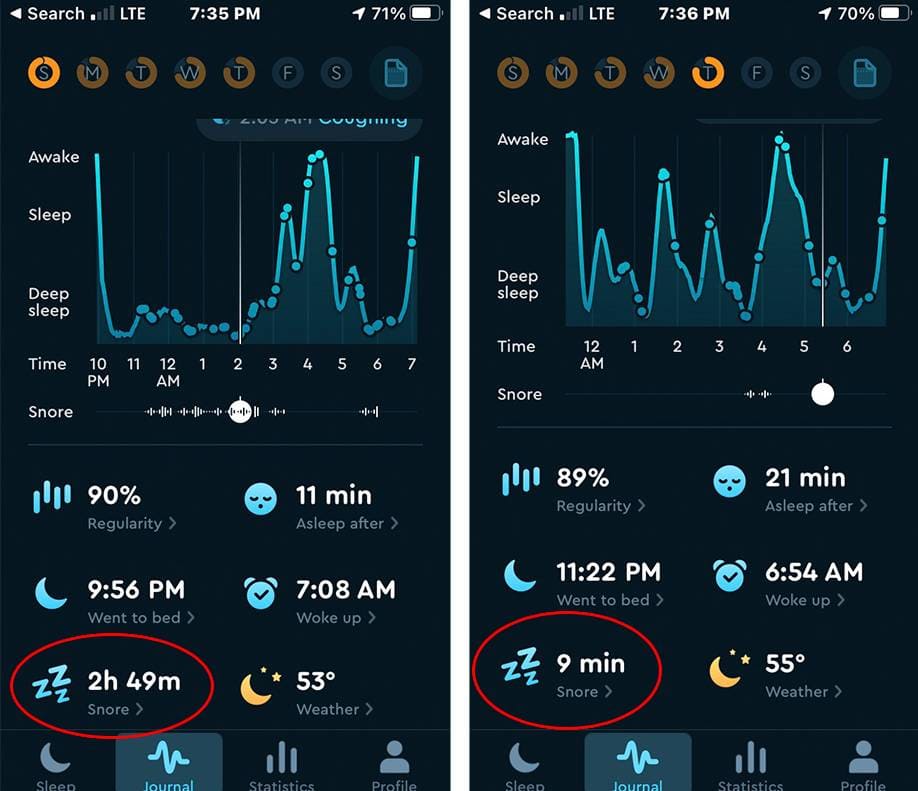 Search LTE 7:35 PM 71%
S M T W T F S
2:05 AM Coughing
Awake
Sleep
Deep
sleep
Time 10 11 12 1 2 3 4 5 6 7
PM AM
Snore
90% 11 min
Regularity > Asleep after >
9:56 PM 7:08 AM
Went to bed > Woke up >
2h 49m 53°
Snore > Weather >
Sleep Journal Statistics Profile
Search LTE 7:36 PM 70%
S M T W T F S
Awake
Sleep
Deep
sleep
Time 12 1 2 3 4 5 6
AM
Snore
89% 21 min
Regularity > Asleep after >
11:22 PM 6:54 AM
Went to bed > Woke up >
9 min 55°
Snore > Weather >
Sleep Journal Statistics Profile